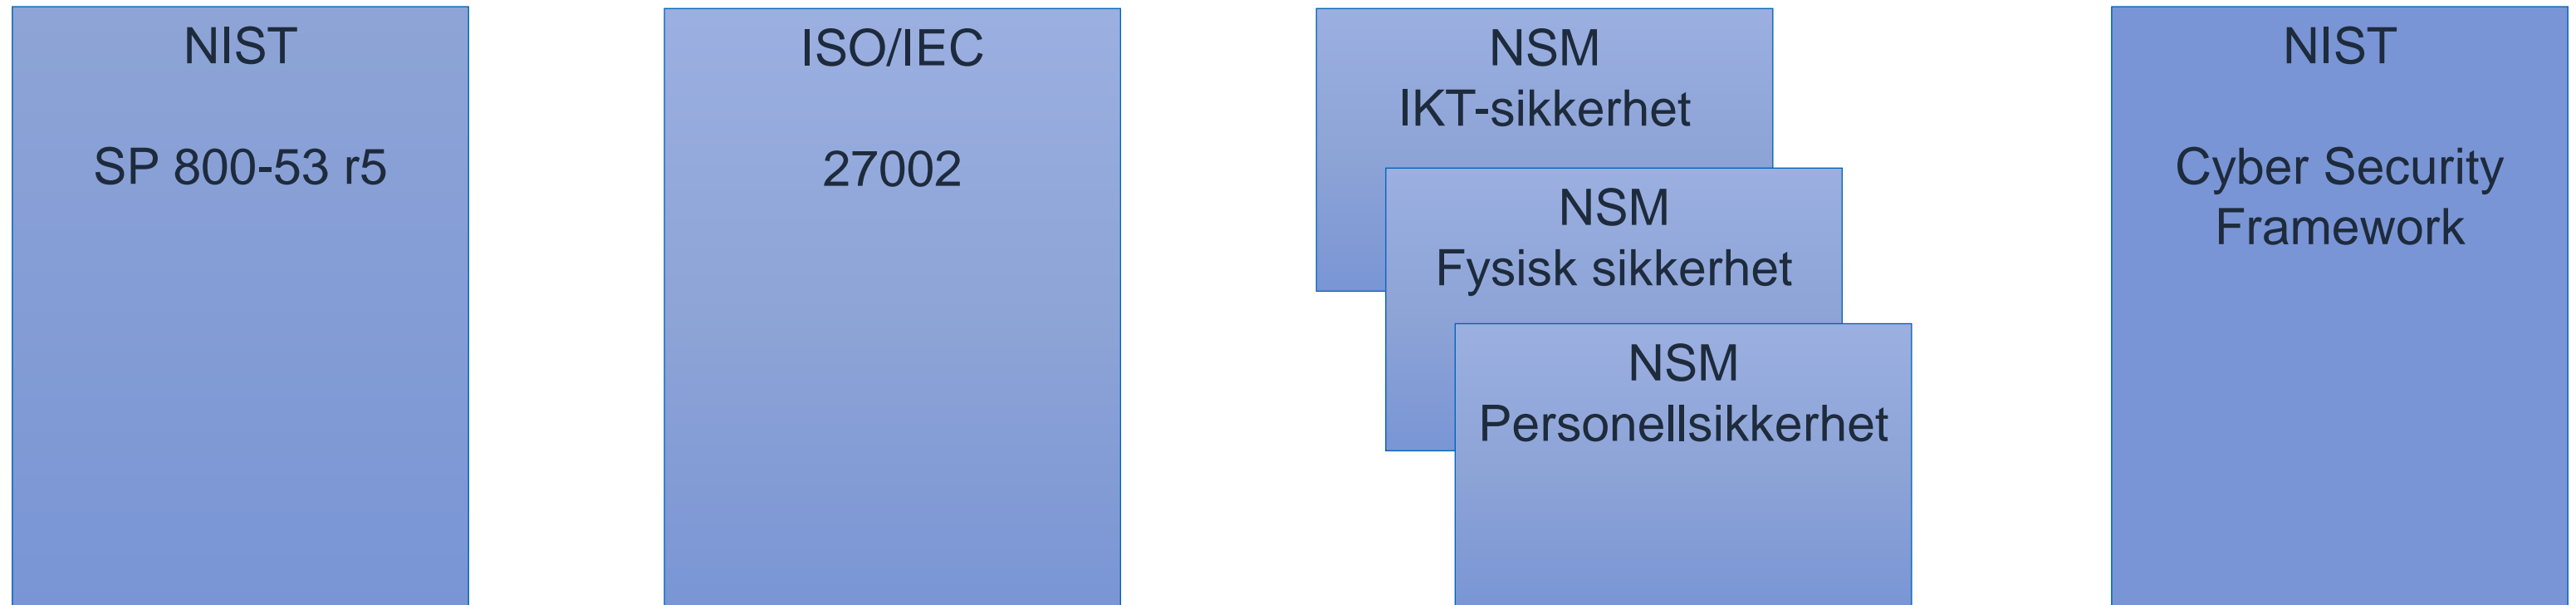 NIST
SP 800-53 r5
ISO/IEC
27002
NSM
IKT-sikkerhet
NSM
Fysisk sikkerhet
NSM
Personellsikkerhet
NIST
Cyber Security
Framework